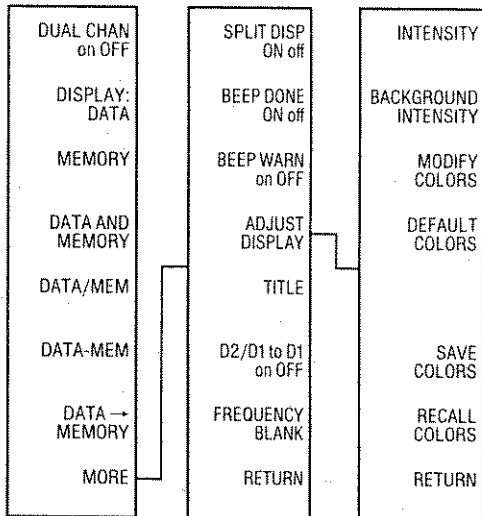 DUAL CHAN
on OFF
DISPLAY:
DATA
MEMORY
DATA AND
MEMORY
DATA/MEM
DATA-MEM
DATA →
MEMORY
MORE
SPLIT DISP
ON off
BEEP DONE
ON off
BEEP WARN
on OFF
ADJUST
DISPLAY
TITLE
D2/D1 to D1
on OFF
FREQUENCY
BLANK
RETURN
INTENSITY
BACKGROUND
INTENSITY
MODIFY
COLORS
DEFAULT
COLORS
SAVE
COLORS
RECALL
COLORS
RETURN